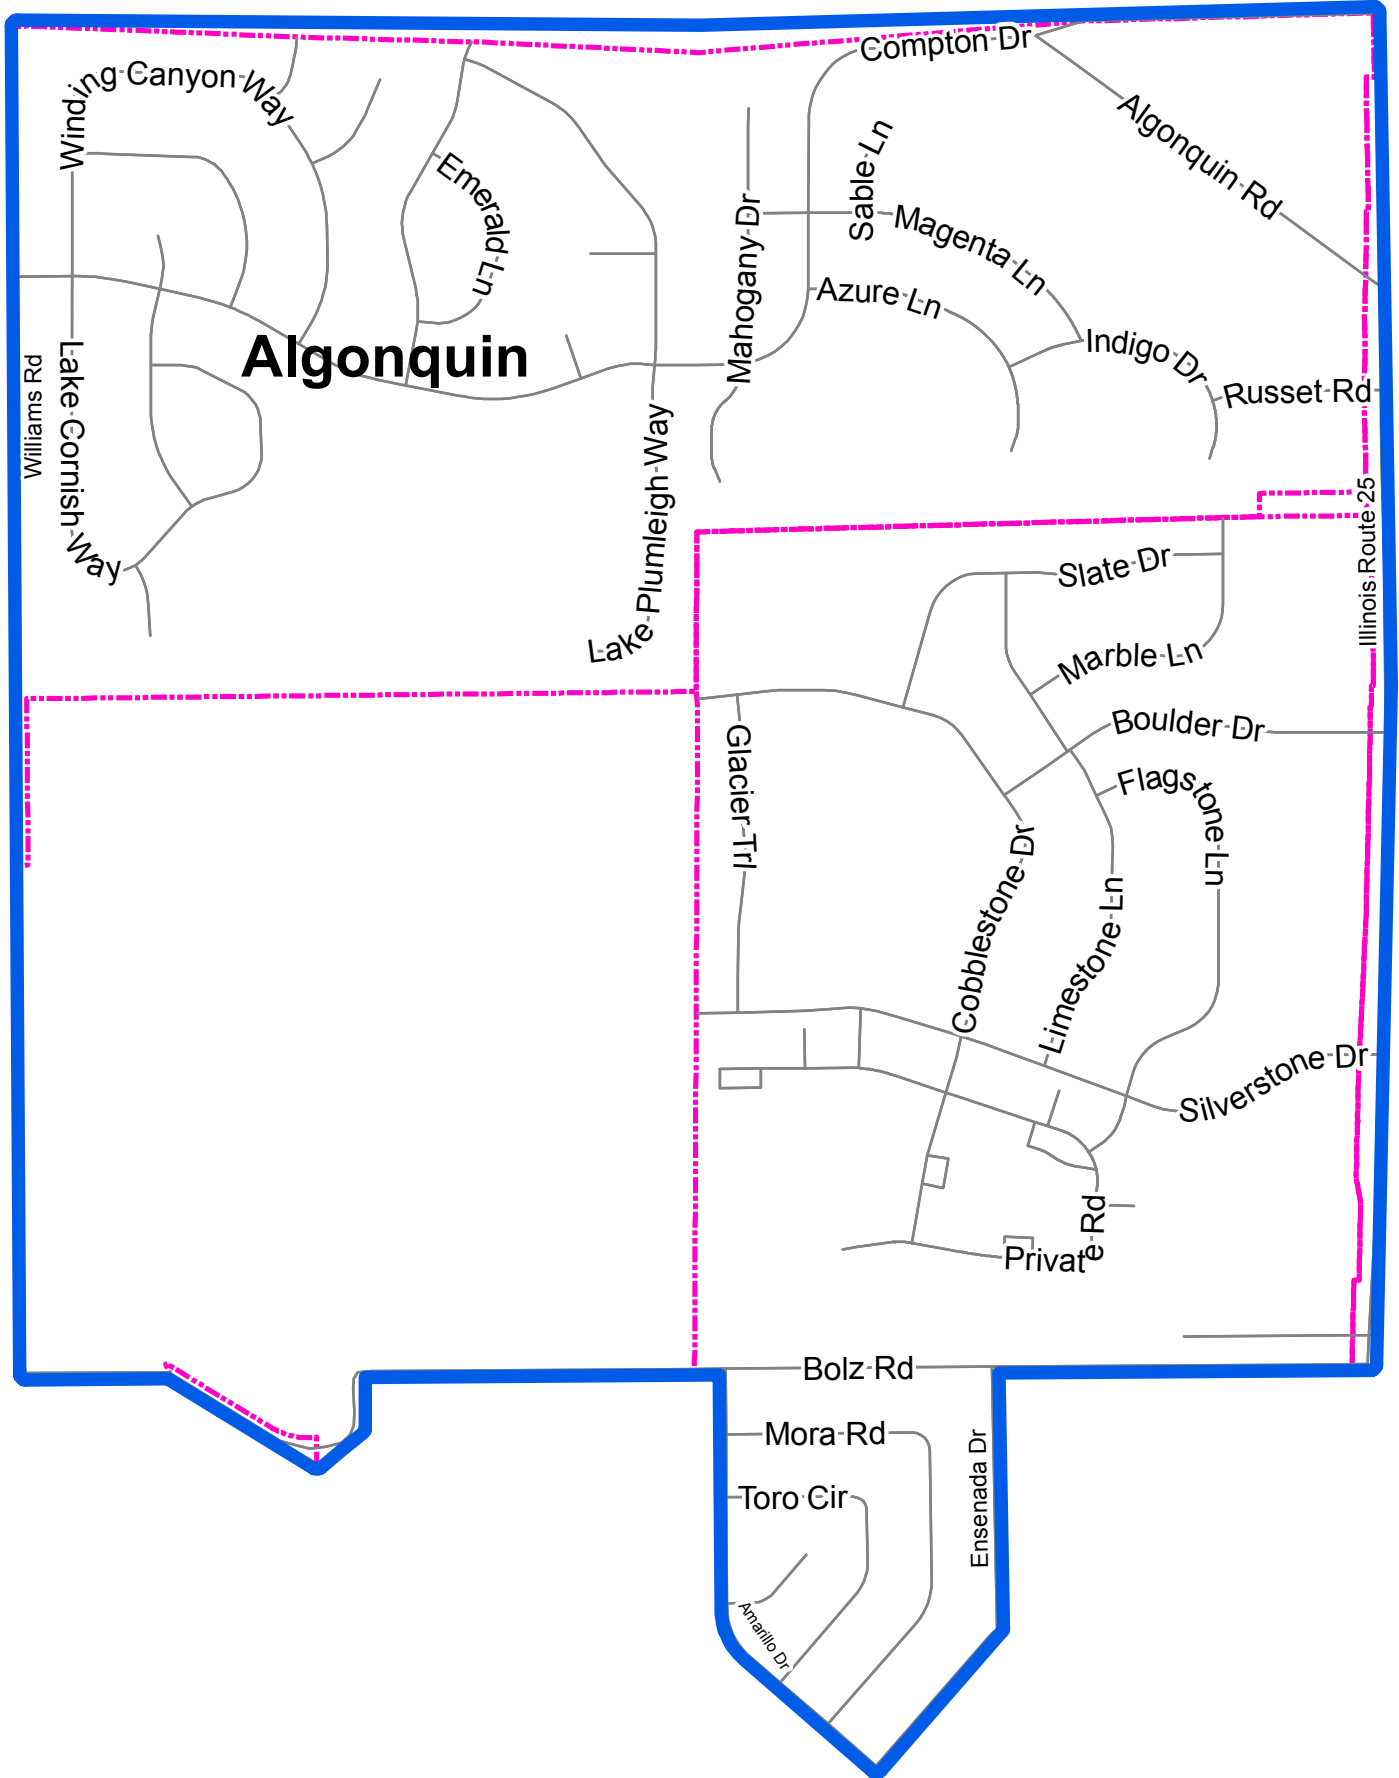 Compton Dr
Winding Canyon Way
Algonquin Rd
Sable Ln
Emerald Ln
Mahogany Dr
Magenta Ln
Azure Ln
Algonquin
Indigo Dr
Russet Rd
Williams Rd
Lake Cornish Way
Lake Plumleigh Way
Illinois Route 25
Slate Dr
Marble Ln
Boulder Dr
Glacier Trl
Flagstone Ln
Cobblestone Dr
Limestone Ln
Silverstone Dr
Private Rd
Bolz Rd
Mora Rd
Ensenada Dr
Toro Cir
Amarillo Dr